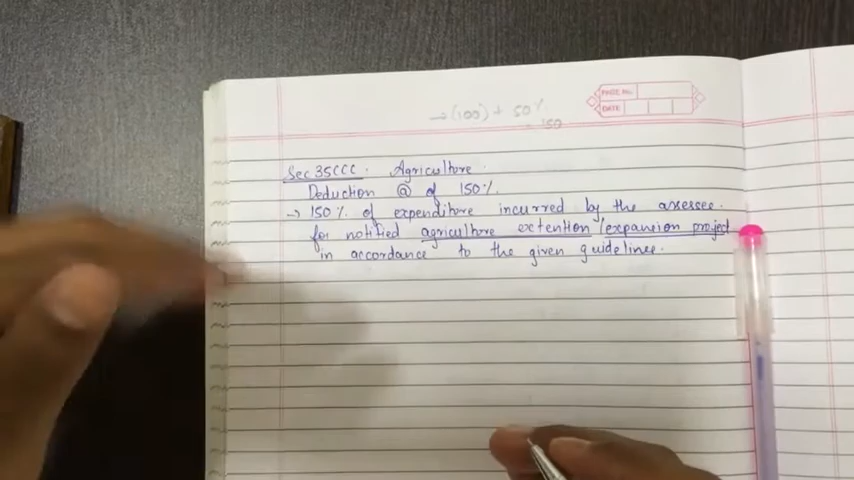 →(100) + 50%
= 150
PAGE No.
DATE
Sec 35CCC. Agriculture
Deduction @ of 150%.
→ 150% of expenditore incurred by the assessee.
for notified agriculture extention / expansion project
in accordance to the given guidelines.